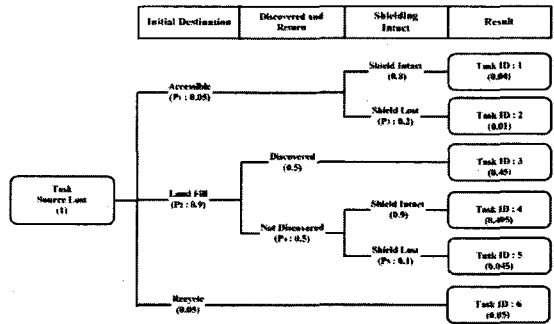 Initial Destination
Discovered and
Return
Shielding
Intact
Result
Accessible
(P₁ : 0.05)
Shield Intact
(0.8)
Task ID : 1
(0.04)
Shield Lost
(P₃ : 0.2)
Task ID : 2
(0.01)
Task
Source Lost
(1)
Land Fill
(P₂ : 0.9)
Discovered
(0.5)
Task ID : 3
(0.45)
Not Discovered
(P₄ : 0.5)
Shield Intact
(0.9)
Task ID : 4
(0.405)
Shield Lost
(P₅ : 0.1)
Task ID : 5
(0.045)
Recycle
(0.05)
Task ID : 6
(0.05)